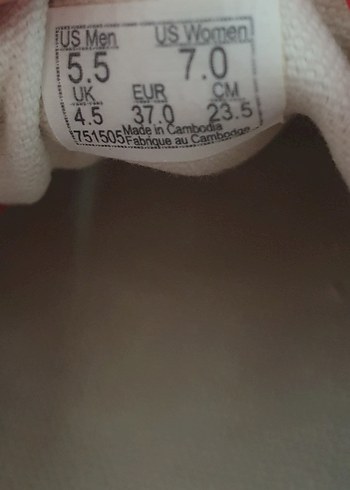 US Men US Women
5.5 7.0
UK EUR CM
4.5 37.0 23.5
751505 Made in Cambodia
Fabrique au Cambodge